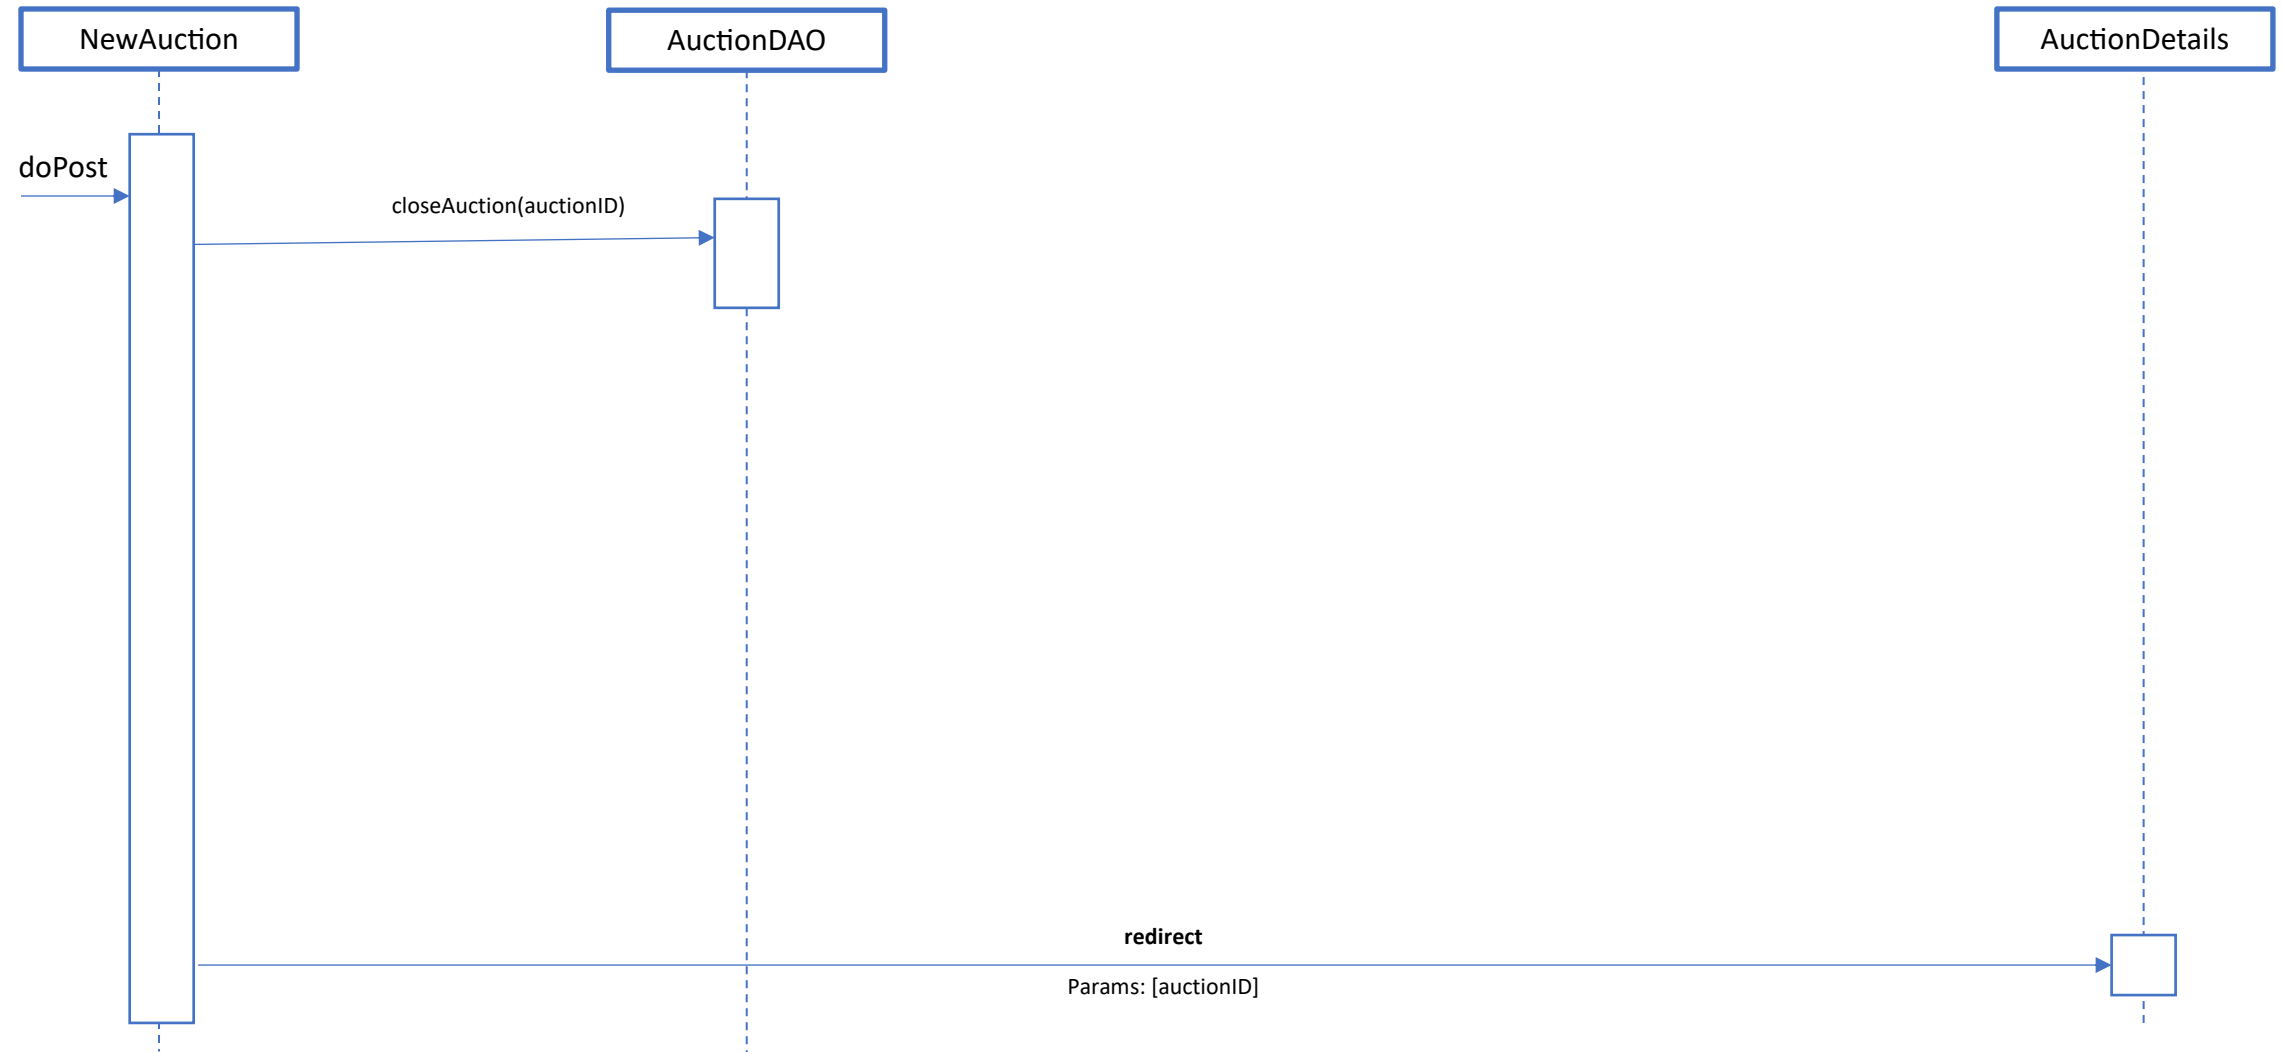 NewAuction
AuctionDAO
AuctionDetails
doPost
closeAuction(auctionID)
redirect
Params: [auctionID]